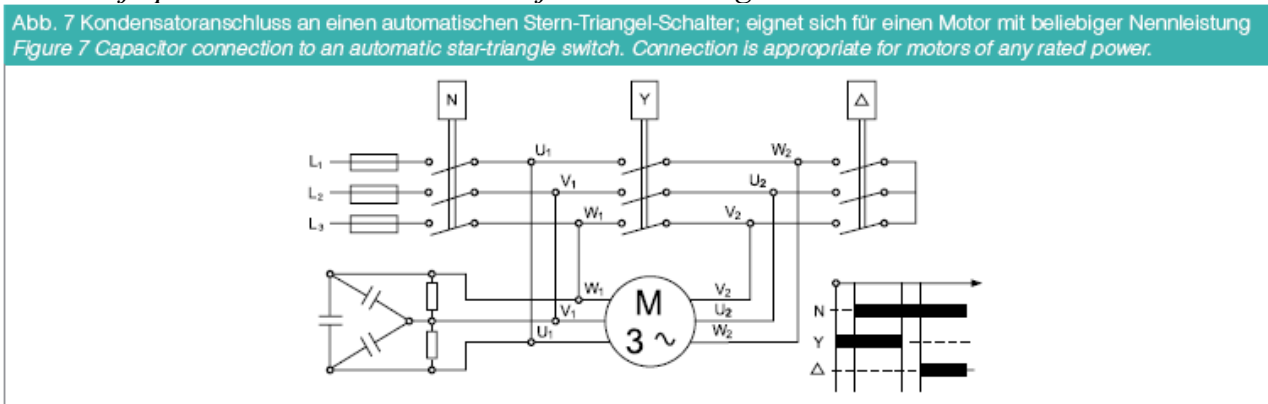 Abb. 7 Kondensatoranschluss an einen automatischen Stern-Triangel-Schalter; eignet sich für einen Motor mit beliebiger Nennleistung
Figure 7 Capacitor connection to an automatic star-triangle switch. Connection is appropriate for motors of any rated power.
N Y △
L₁ U₁ W₂
L₂ V₁ U₂
L₃ W₁ V₂
W₁ V₂
V₁ M U₂
U₁ 3 ~ W₂
N
Y
△